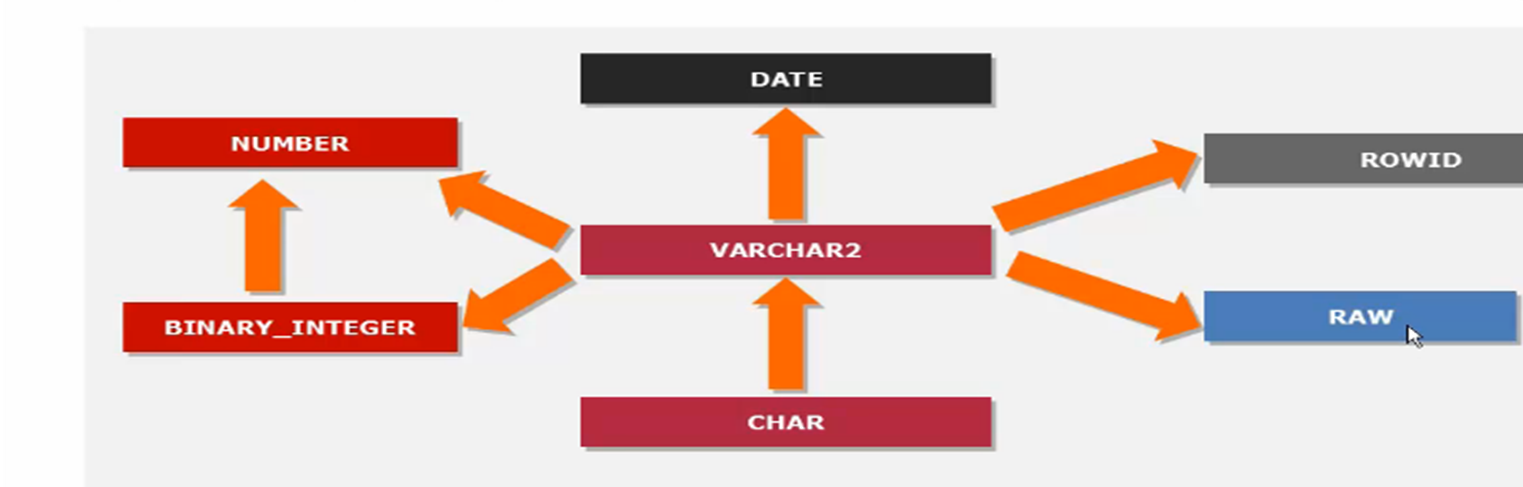 DATE
NUMBER
ROWID
VARCHAR2
RAW
BINARY_INTEGER
CHAR